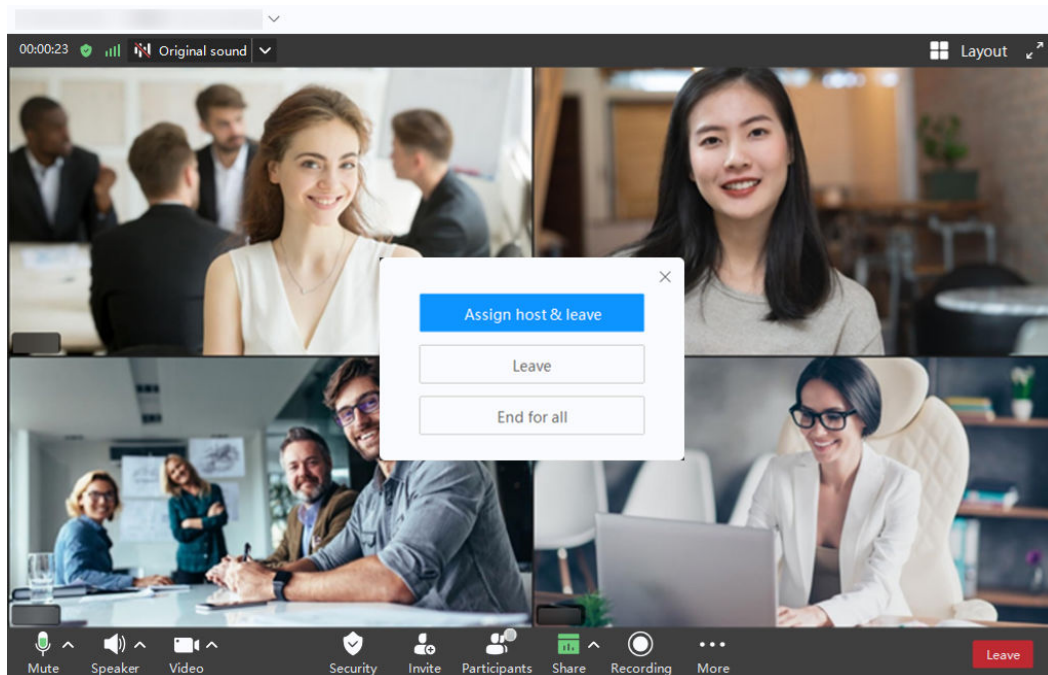 00:00:23 Original sound Layout
Assign host & leave
Leave
End for all
Mute Speaker Video Security Invite Participants Share Recording More Leave